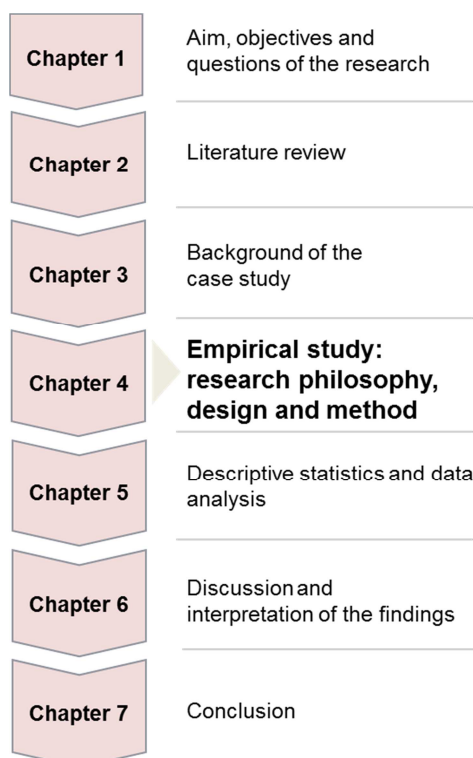 Chapter 1
Aim, objectives and
questions of the research
Chapter 2
Literature review
Chapter 3
Background of the
case study
Chapter 4
Empirical study:
research philosophy,
design and method
Chapter 5
Descriptive statistics and data
analysis
Chapter 6
Discussion and
interpretation of the findings
Chapter 7
Conclusion